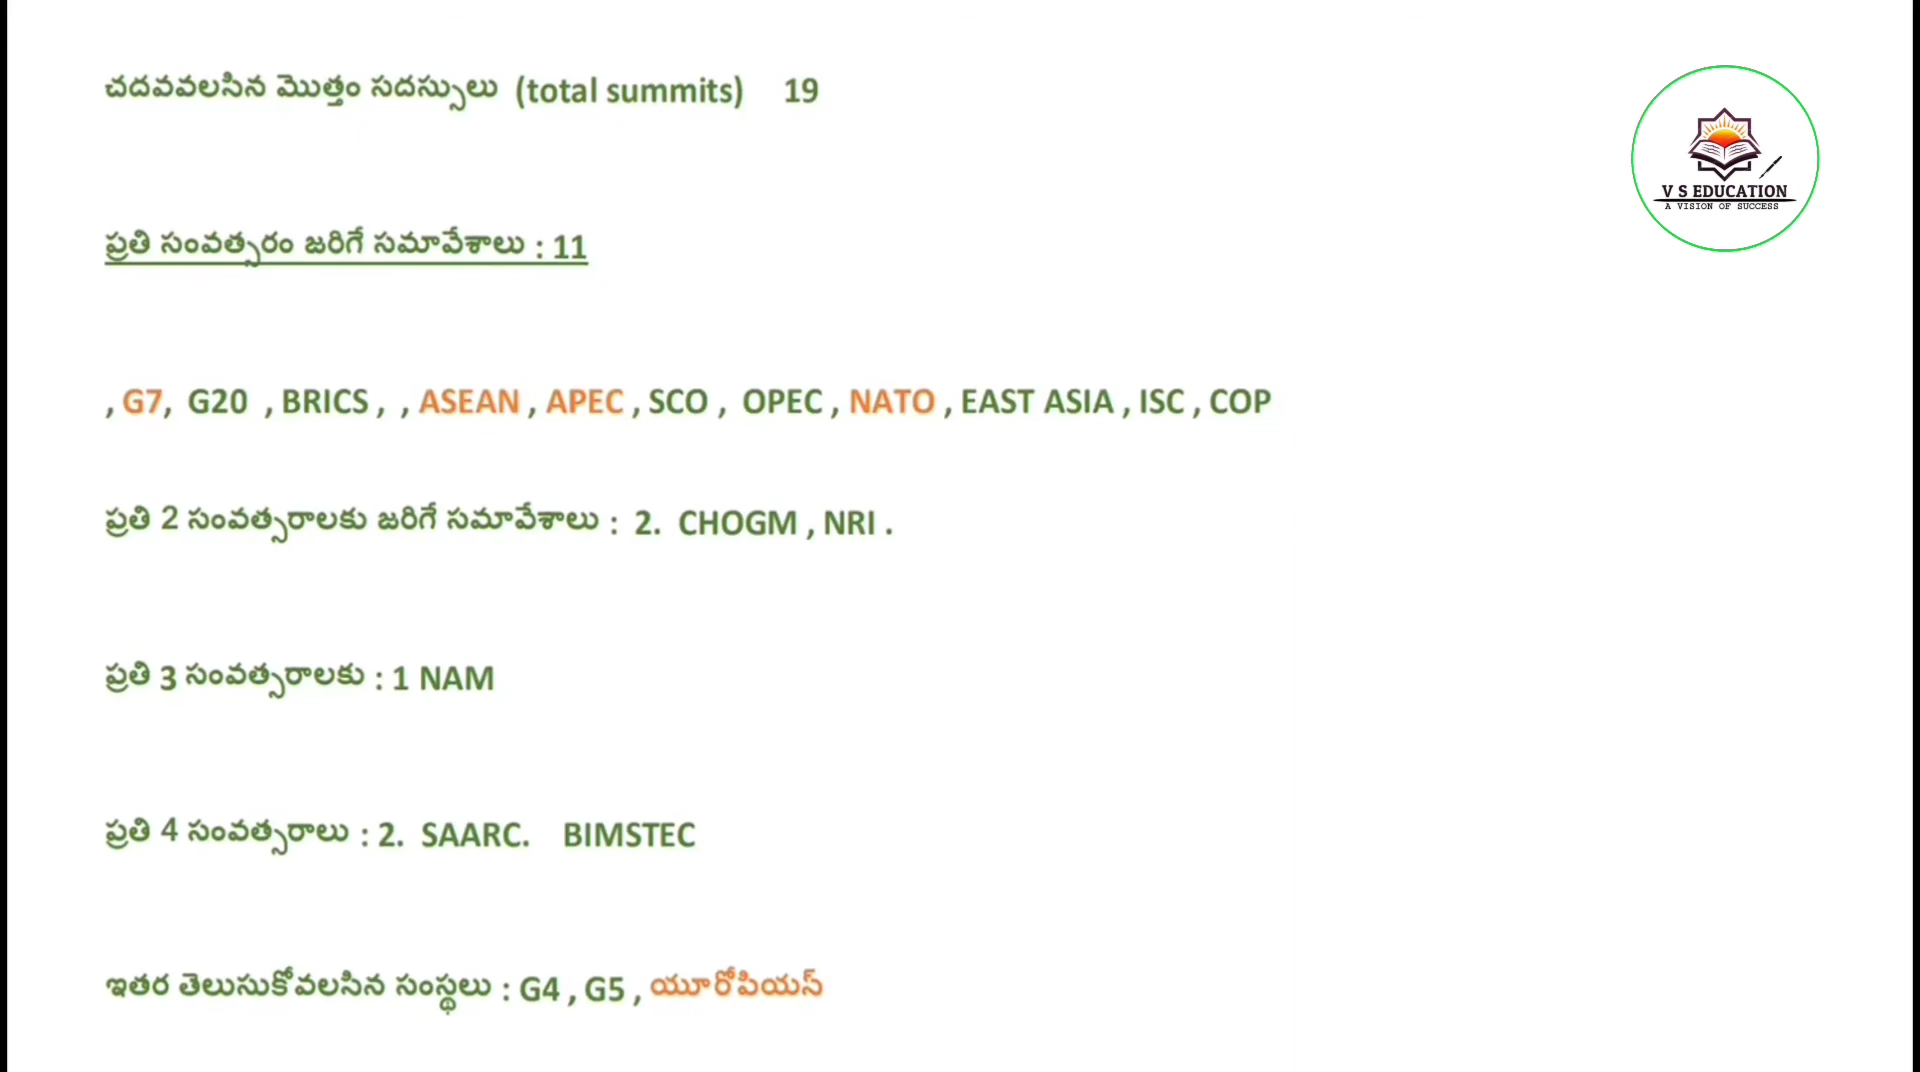 చదవవలసిన మొత్తం సదస్సులు (total summits) 19
V S EDUCATION
A VISION OF SUCCESS
ప్రతి సంవత్సరం జరిగే సమావేశాలు : 11
, G7, G20 , BRICS , , ASEAN , APEC , SCO , OPEC , NATO , EAST ASIA , ISC , COP
ప్రతి 2 సంవత్సరాలకు జరిగే సమావేశాలు : 2. CHOGM , NRI .
ప్రతి 3 సంవత్సరాలకు : 1 NAM
ప్రతి 4 సంవత్సరాలు : 2. SAARC. BIMSTEC
ఇతర తెలుసుకోవలసిన సంస్థలు : G4 , G5 , యూరోపియన్